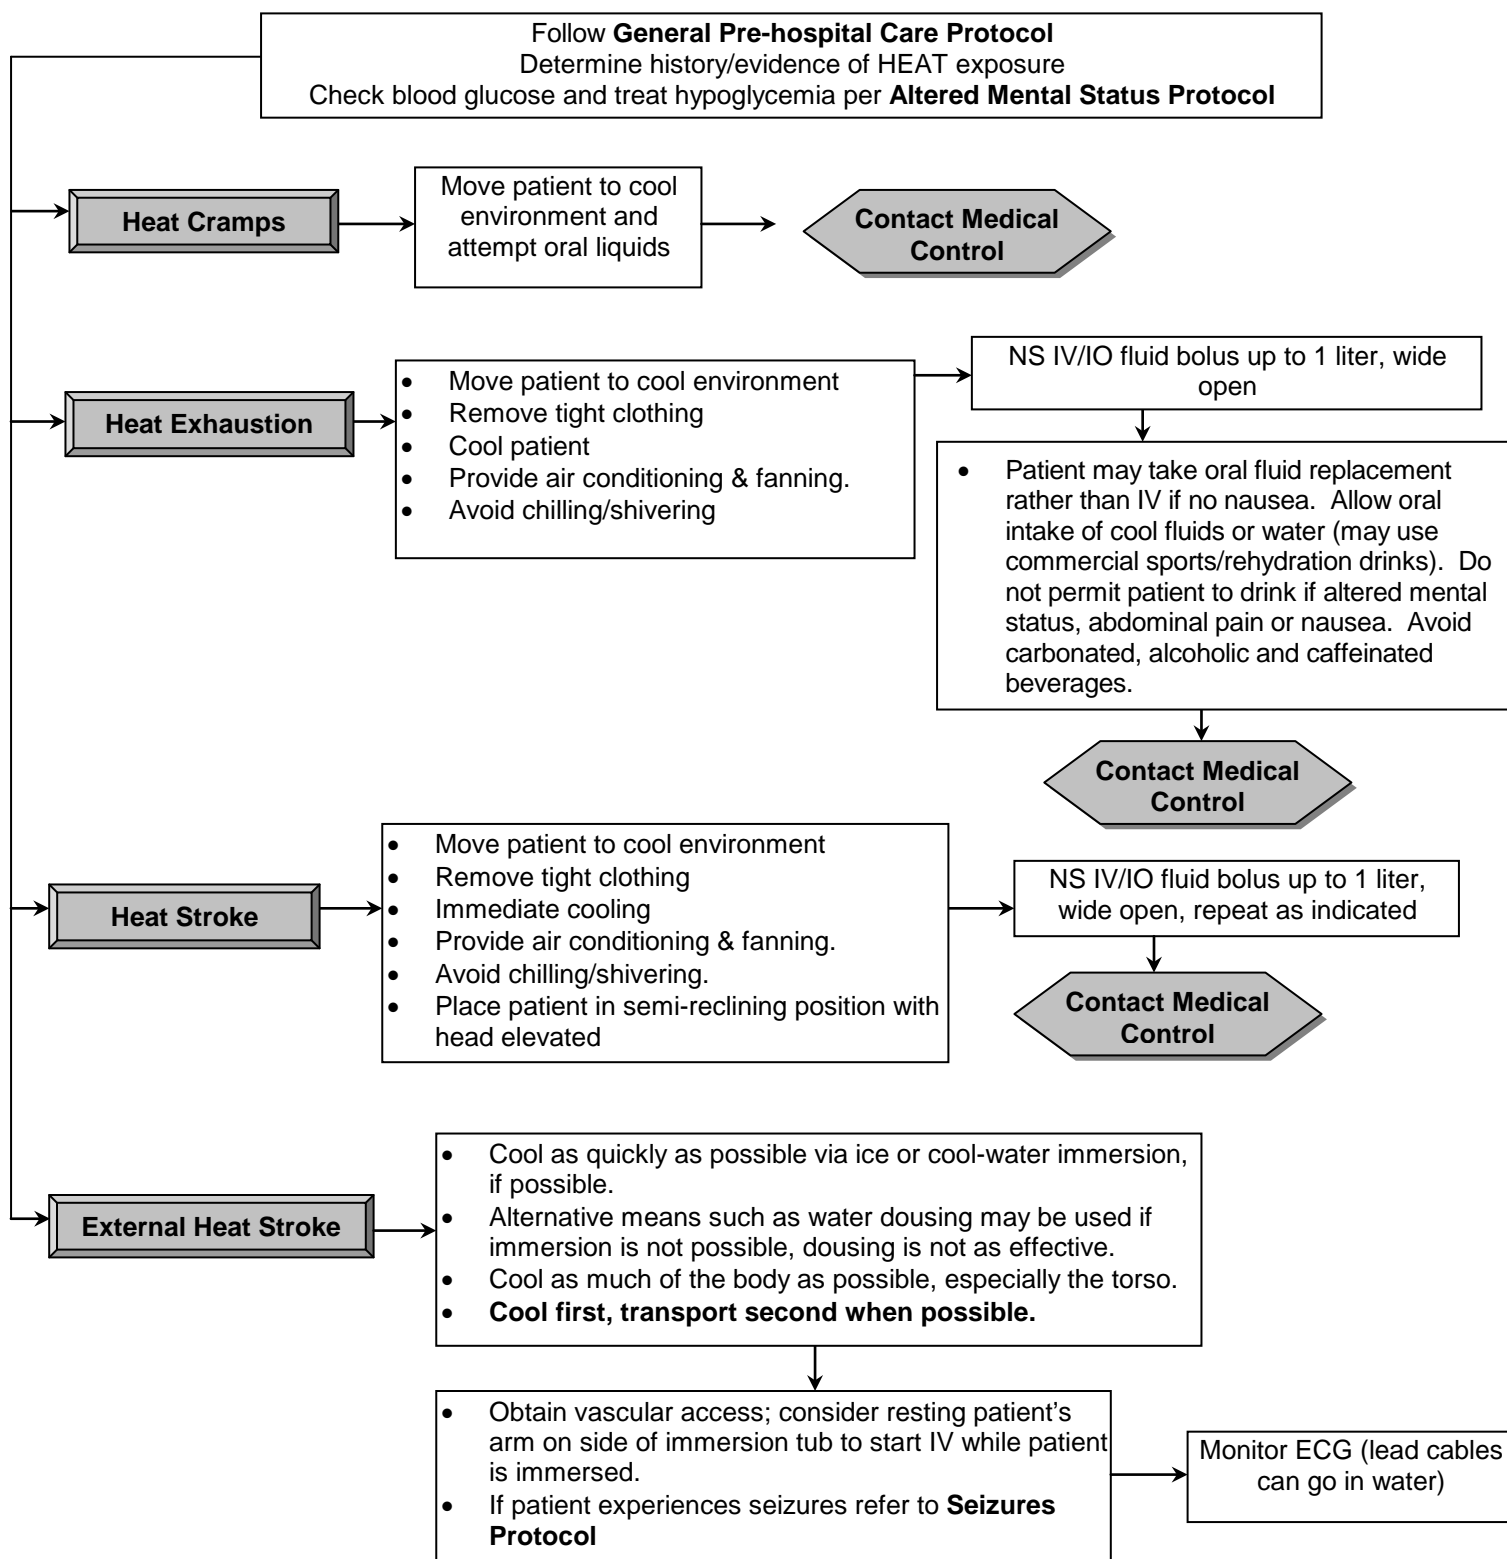 Follow General Pre-hospital Care Protocol
Determine history/evidence of HEAT exposure
Check blood glucose and treat hypoglycemia per Altered Mental Status Protocol
Heat Cramps
Move patient to cool
environment and
attempt oral liquids
Contact Medical
Control
Heat Exhaustion
• Move patient to cool environment
• Remove tight clothing
• Cool patient
• Provide air conditioning & fanning.
• Avoid chilling/shivering
NS IV/IO fluid bolus up to 1 liter, wide
open
• Patient may take oral fluid replacement
rather than IV if no nausea. Allow oral
intake of cool fluids or water (may use
commercial sports/rehydration drinks). Do
not permit patient to drink if altered mental
status, abdominal pain or nausea. Avoid
carbonated, alcoholic and caffeinated
beverages.
Contact Medical
Control
Heat Stroke
• Move patient to cool environment
• Remove tight clothing
• Immediate cooling
• Provide air conditioning & fanning.
• Avoid chilling/shivering.
• Place patient in semi-reclining position with
head elevated
NS IV/IO fluid bolus up to 1 liter,
wide open, repeat as indicated
Contact Medical
Control
External Heat Stroke
• Cool as quickly as possible via ice or cool-water immersion,
if possible.
• Alternative means such as water dousing may be used if
immersion is not possible, dousing is not as effective.
• Cool as much of the body as possible, especially the torso.
• Cool first, transport second when possible.
• Obtain vascular access; consider resting patient's
arm on side of immersion tub to start IV while patient
is immersed.
• If patient experiences seizures refer to Seizures
Protocol
Monitor ECG (lead cables
can go in water)